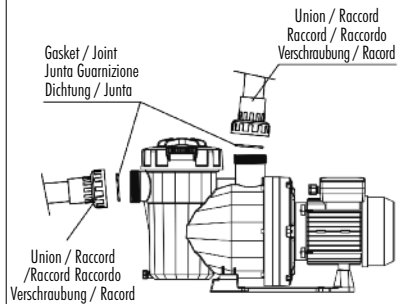 Union / Raccord
Raccord / Raccordo
Verschraubung / Racord
Gasket / Joint
Junta Guarnizione
Dichtung / Junta
Union / Raccord
/Raccord Raccordo
Verschraubung / Racord